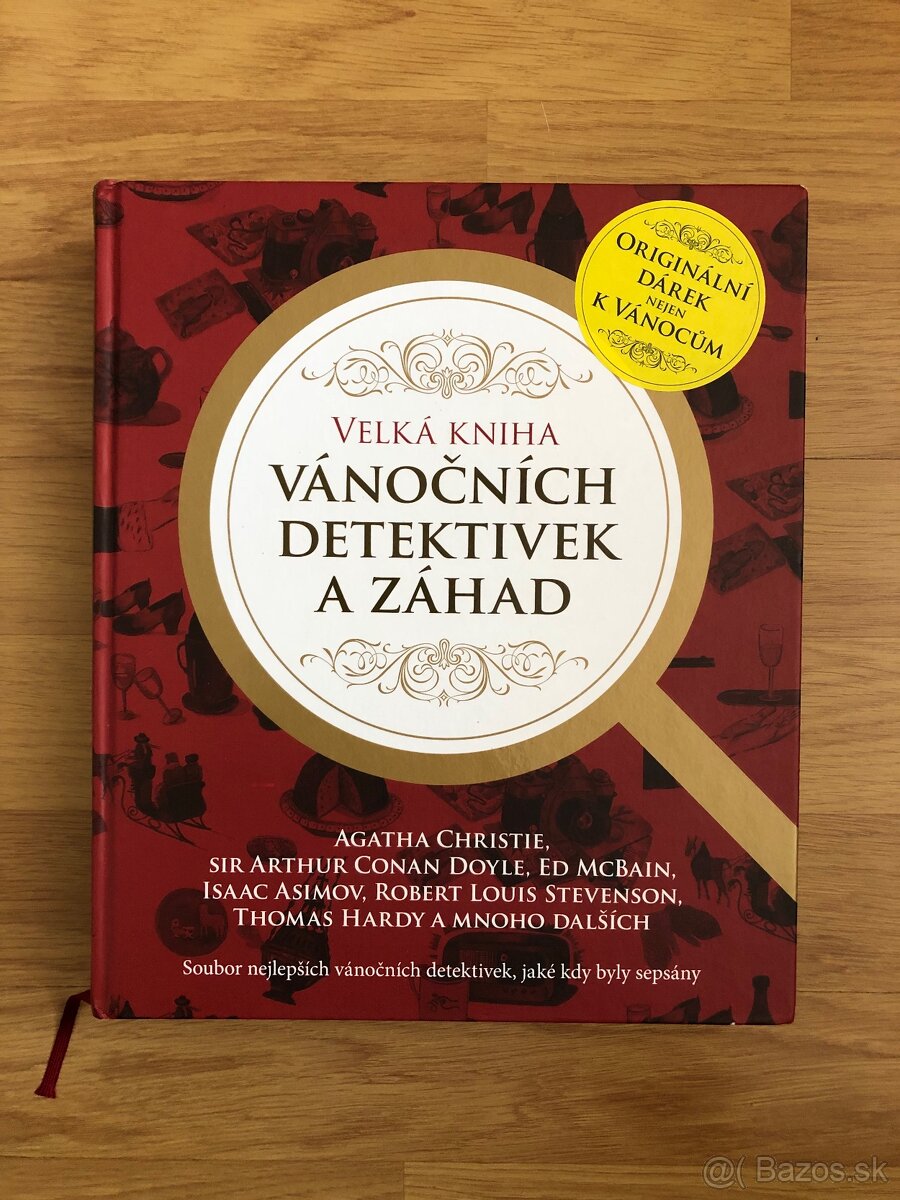 Originální
dárek
nejen
k Vánocům
Velká kniha
vánočních
detektivek
a záhad
Agatha Christie,
sir Arthur Conan Doyle, Ed McBain,
Isaac Asimov, Robert Louis Stevenson,
Thomas Hardy a mnoho dalších
Soubor nejlepších vánočních detektivek, jaké kdy byly sepsány
@( Bazos.sk